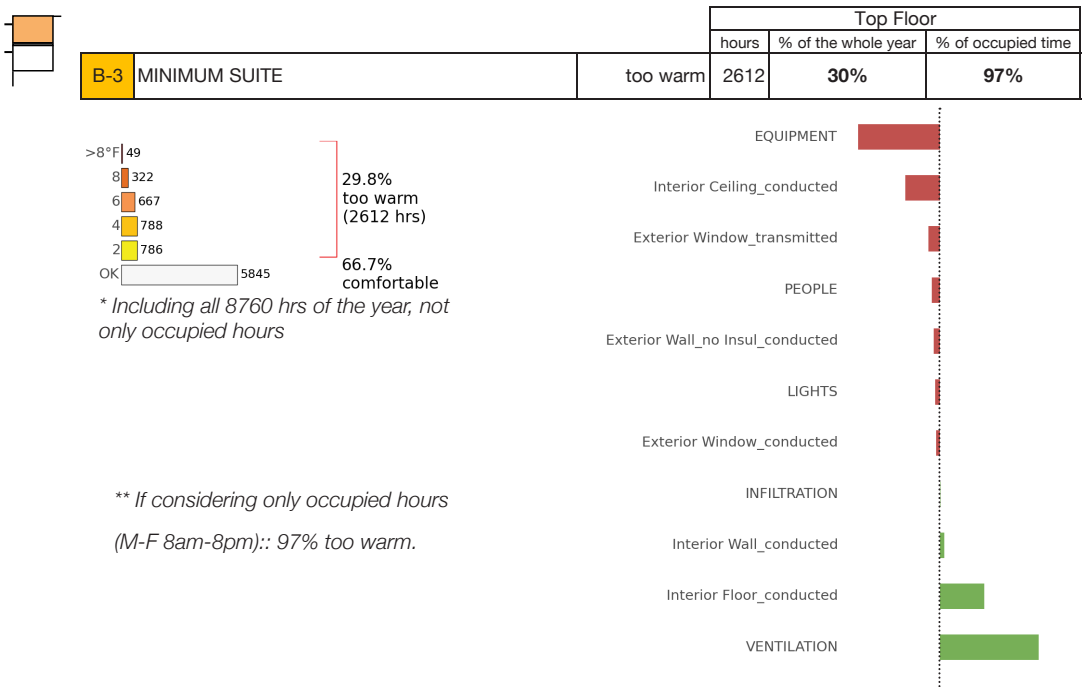 Top Floor
hours % of the whole year % of occupied time
B-3 MINIMUM SUITE too warm 2612 30% 97%
>8°F 49
8 322
6 667
4 788
2 786
OK 5845
29.8%
too warm
(2612 hrs)
66.7%
comfortable
* Including all 8760 hrs of the year, not
only occupied hours
** If considering only occupied hours
(M-F 8am-8pm):: 97% too warm.
EQUIPMENT
Interior Ceiling_conducted
Exterior Window_transmitted
PEOPLE
Exterior Wall_no Insul_conducted
LIGHTS
Exterior Window_conducted
INFILTRATION
Interior Wall_conducted
Interior Floor_conducted
VENTILATION